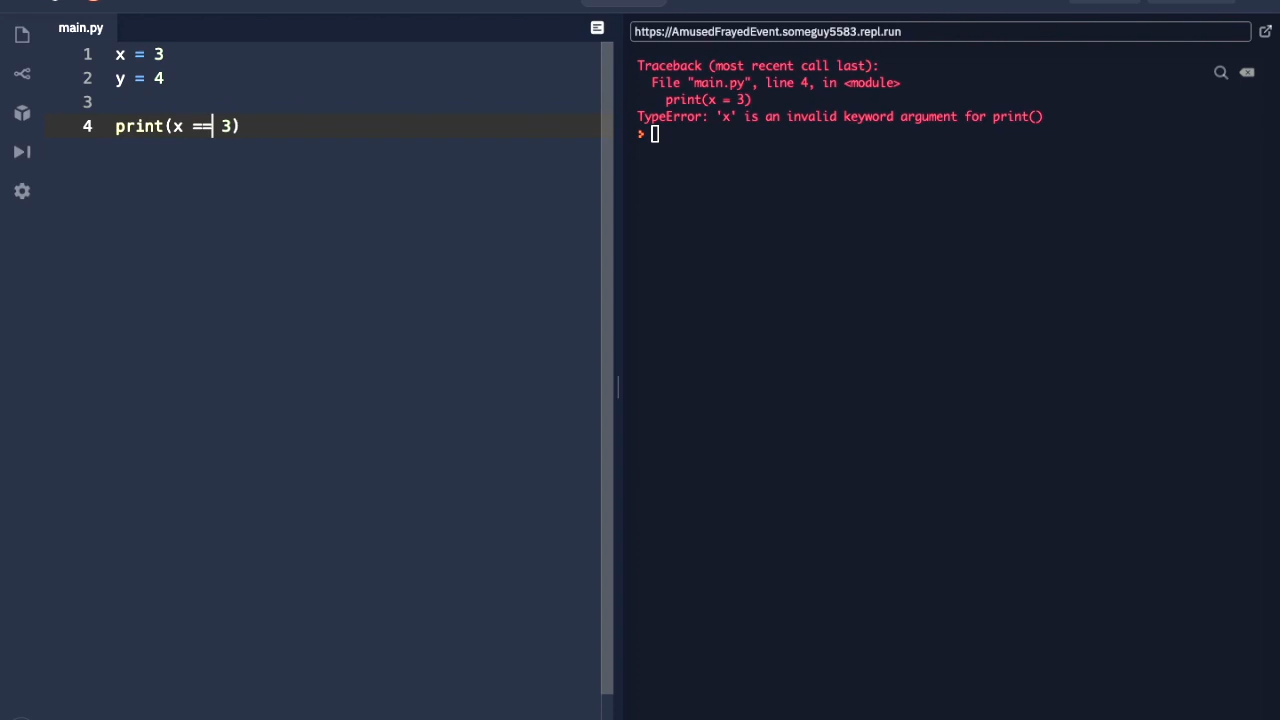 main.py
1 x = 3
2 y = 4
3
4 print(x == 3)
https://AmusedFrayedEvent.someguy5583.repl.run
Traceback (most recent call last):
  File "main.py", line 4, in <module>
    print(x = 3)
TypeError: 'x' is an invalid keyword argument for print()
>